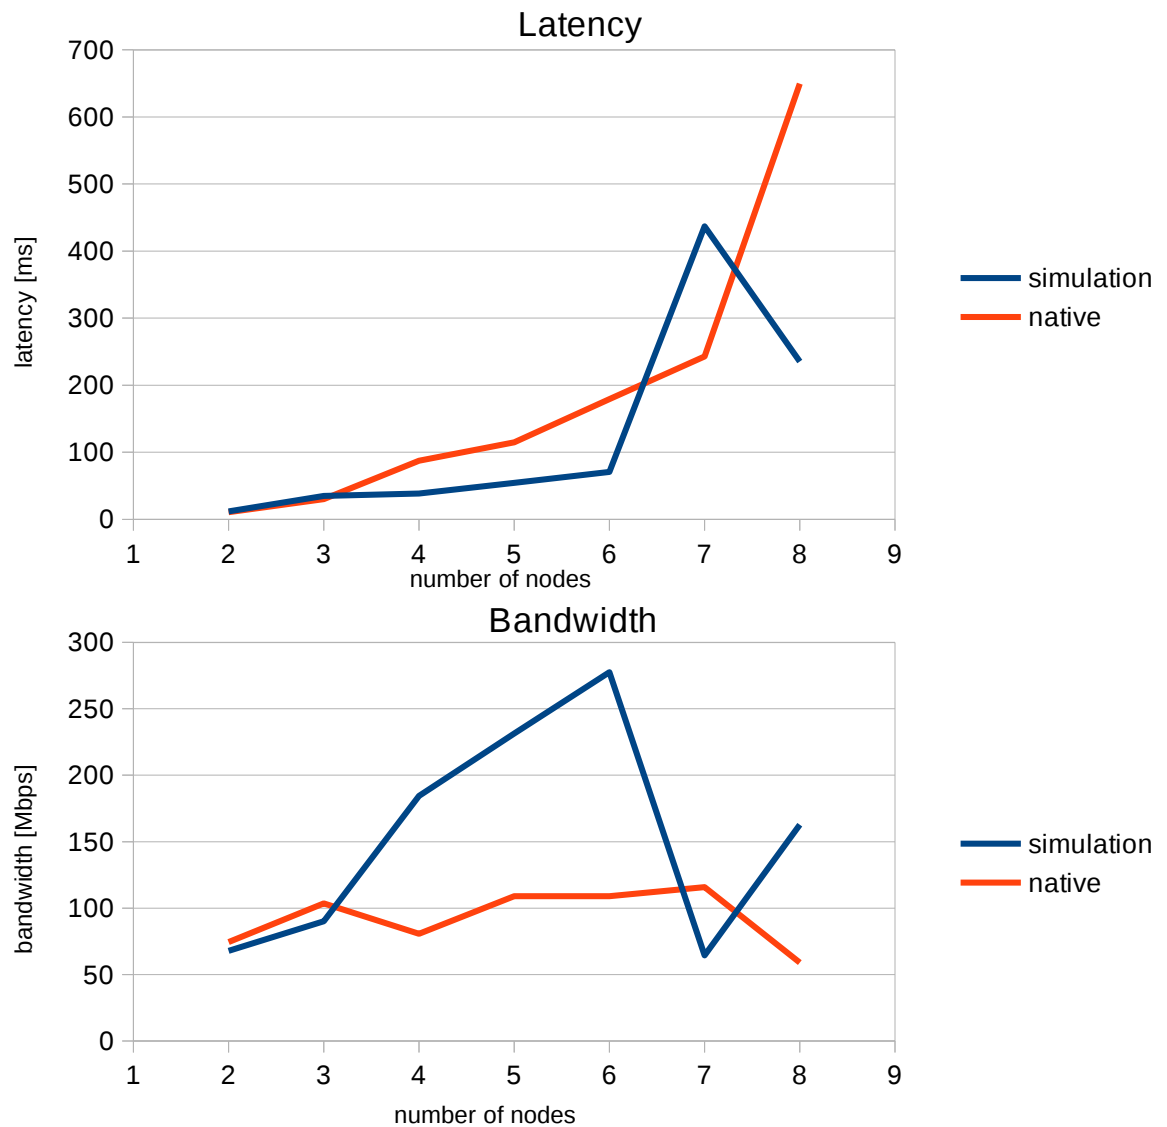 Latency
700
600
500
400
300
200
100
0
latency [ms]
1 2 3 4 5 6 7 8 9
number of nodes
simulation
native
Bandwidth
300
250
200
150
100
50
0
bandwidth [Mbps]
1 2 3 4 5 6 7 8 9
number of nodes
simulation
native